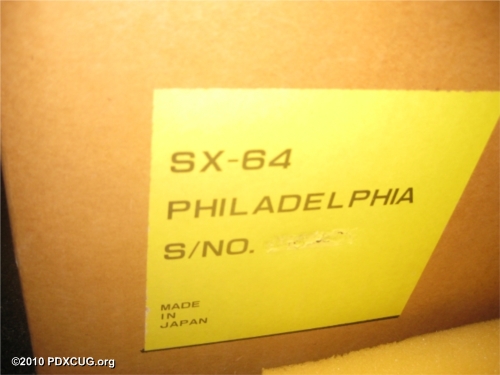 SX-64
PHILADELPHIA
S/NO.
MADE
IN
JAPAN
©2010 PDXCUG.org